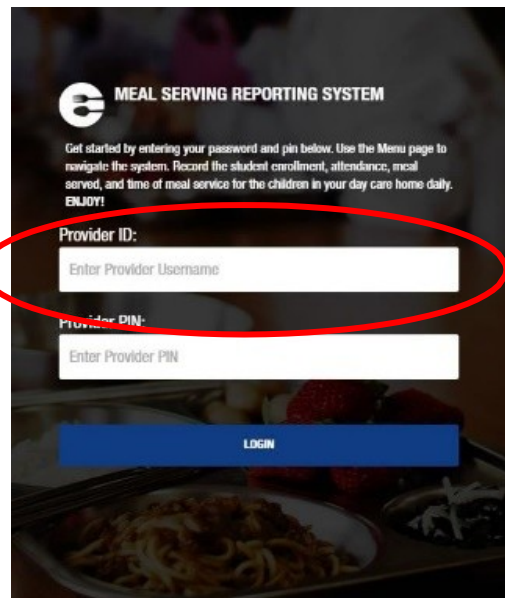 MEAL SERVING REPORTING SYSTEM
Get started by entering your password and pin below. Use the Menu page to
navigate the system. Record the student enrollment, attendance, meal
served, and time of meal service for the children in your day care home daily.
ENJOY!
Provider ID:
Enter Provider Username
Provider PIN:
Enter Provider PIN
LOGIN